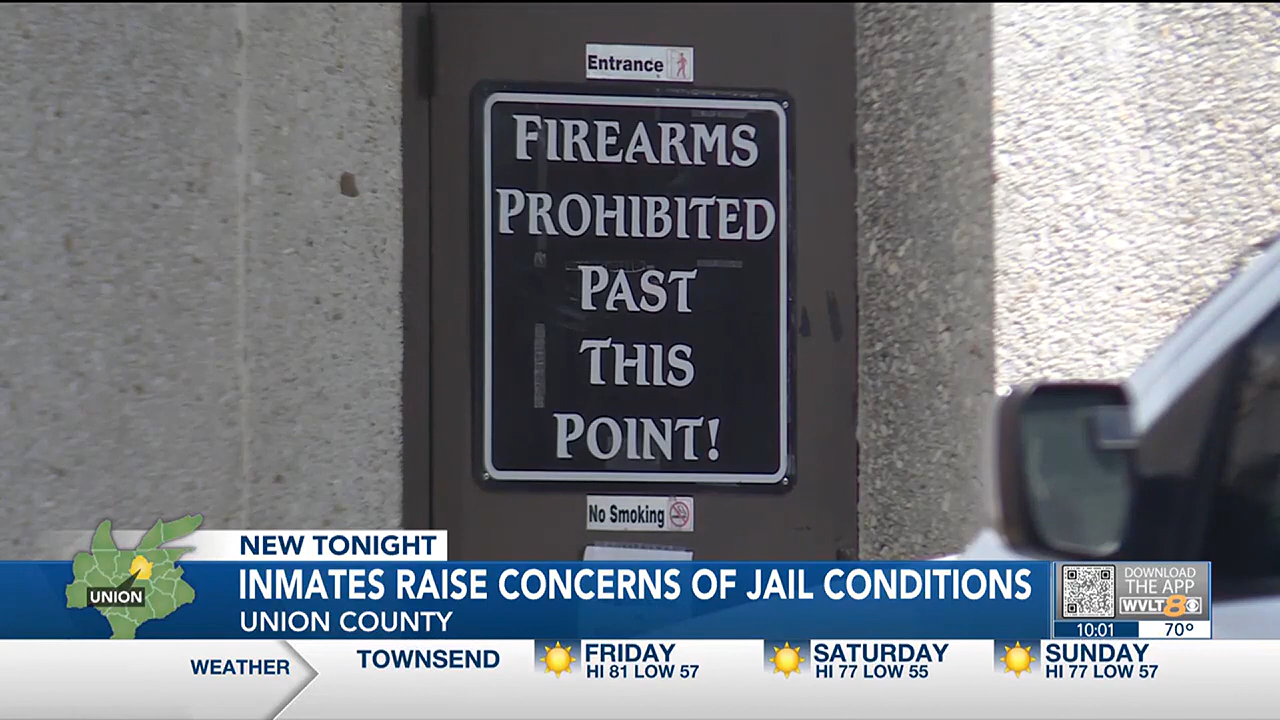 Entrance
FIREARMS
PROHIBITED
PAST
THIS
POINT!
No Smoking
NEW TONIGHT
INMATES RAISE CONCERNS OF JAIL CONDITIONS
UNION COUNTY
UNION
DOWNLOAD
THE APP
WVLT 8
10:01 70°
WEATHER
TOWNSEND
FRIDAY
HI 81 LOW 57
SATURDAY
HI 77 LOW 55
SUNDAY
HI 77 LOW 57